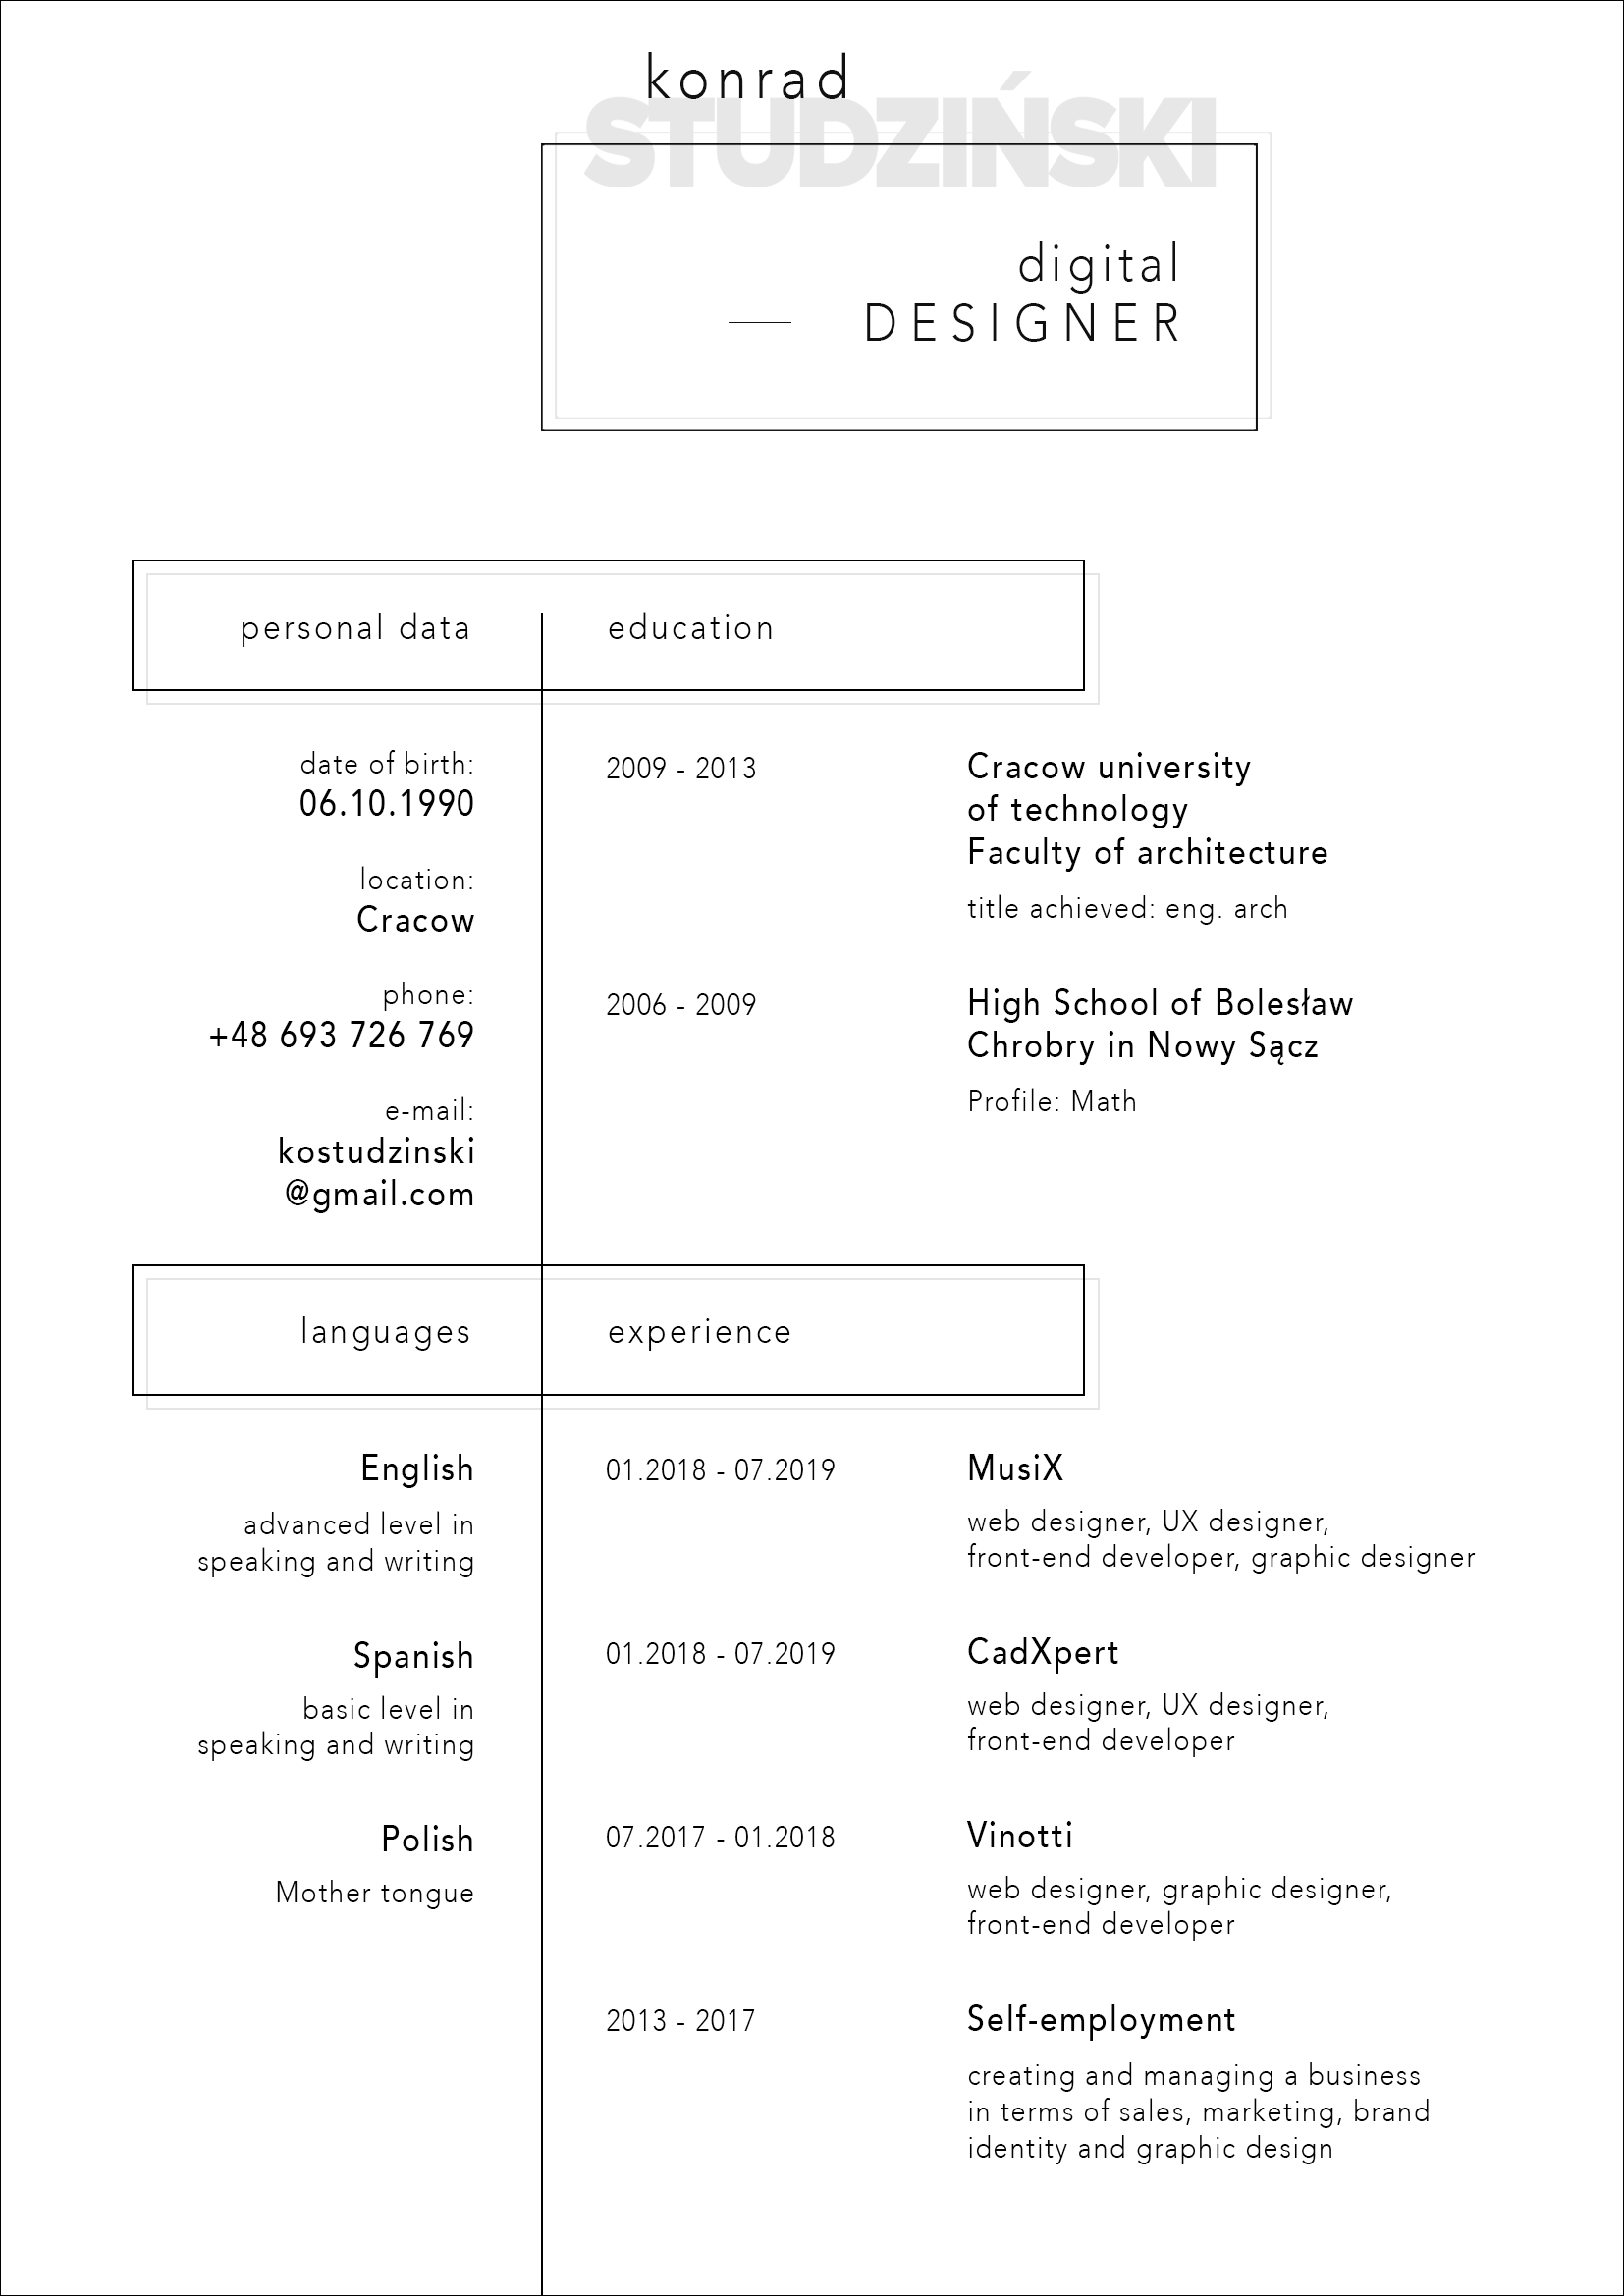 konrad
STUDZIŃSKI
digital
DESIGNER
personal data
date of birth:
06.10.1990
location:
Cracow
phone:
+48 693 726 769
e-mail:
kostudzinski
@gmail.com
education
2009 - 2013
Cracow university
of technology
Faculty of architecture
title achieved: eng. arch
2006 - 2009
High School of Bolesław
Chrobry in Nowy Sącz
Profile: Math
languages
English
advanced level in
speaking and writing
Spanish
basic level in
speaking and writing
Polish
Mother tongue
experience
01.2018 - 07.2019
MusiX
web designer, UX designer,
front-end developer, graphic designer
01.2018 - 07.2019
CadXpert
web designer, UX designer,
front-end developer
07.2017 - 01.2018
Vinotti
web designer, graphic designer,
front-end developer
2013 - 2017
Self-employment
creating and managing a business
in terms of sales, marketing, brand
identity and graphic design